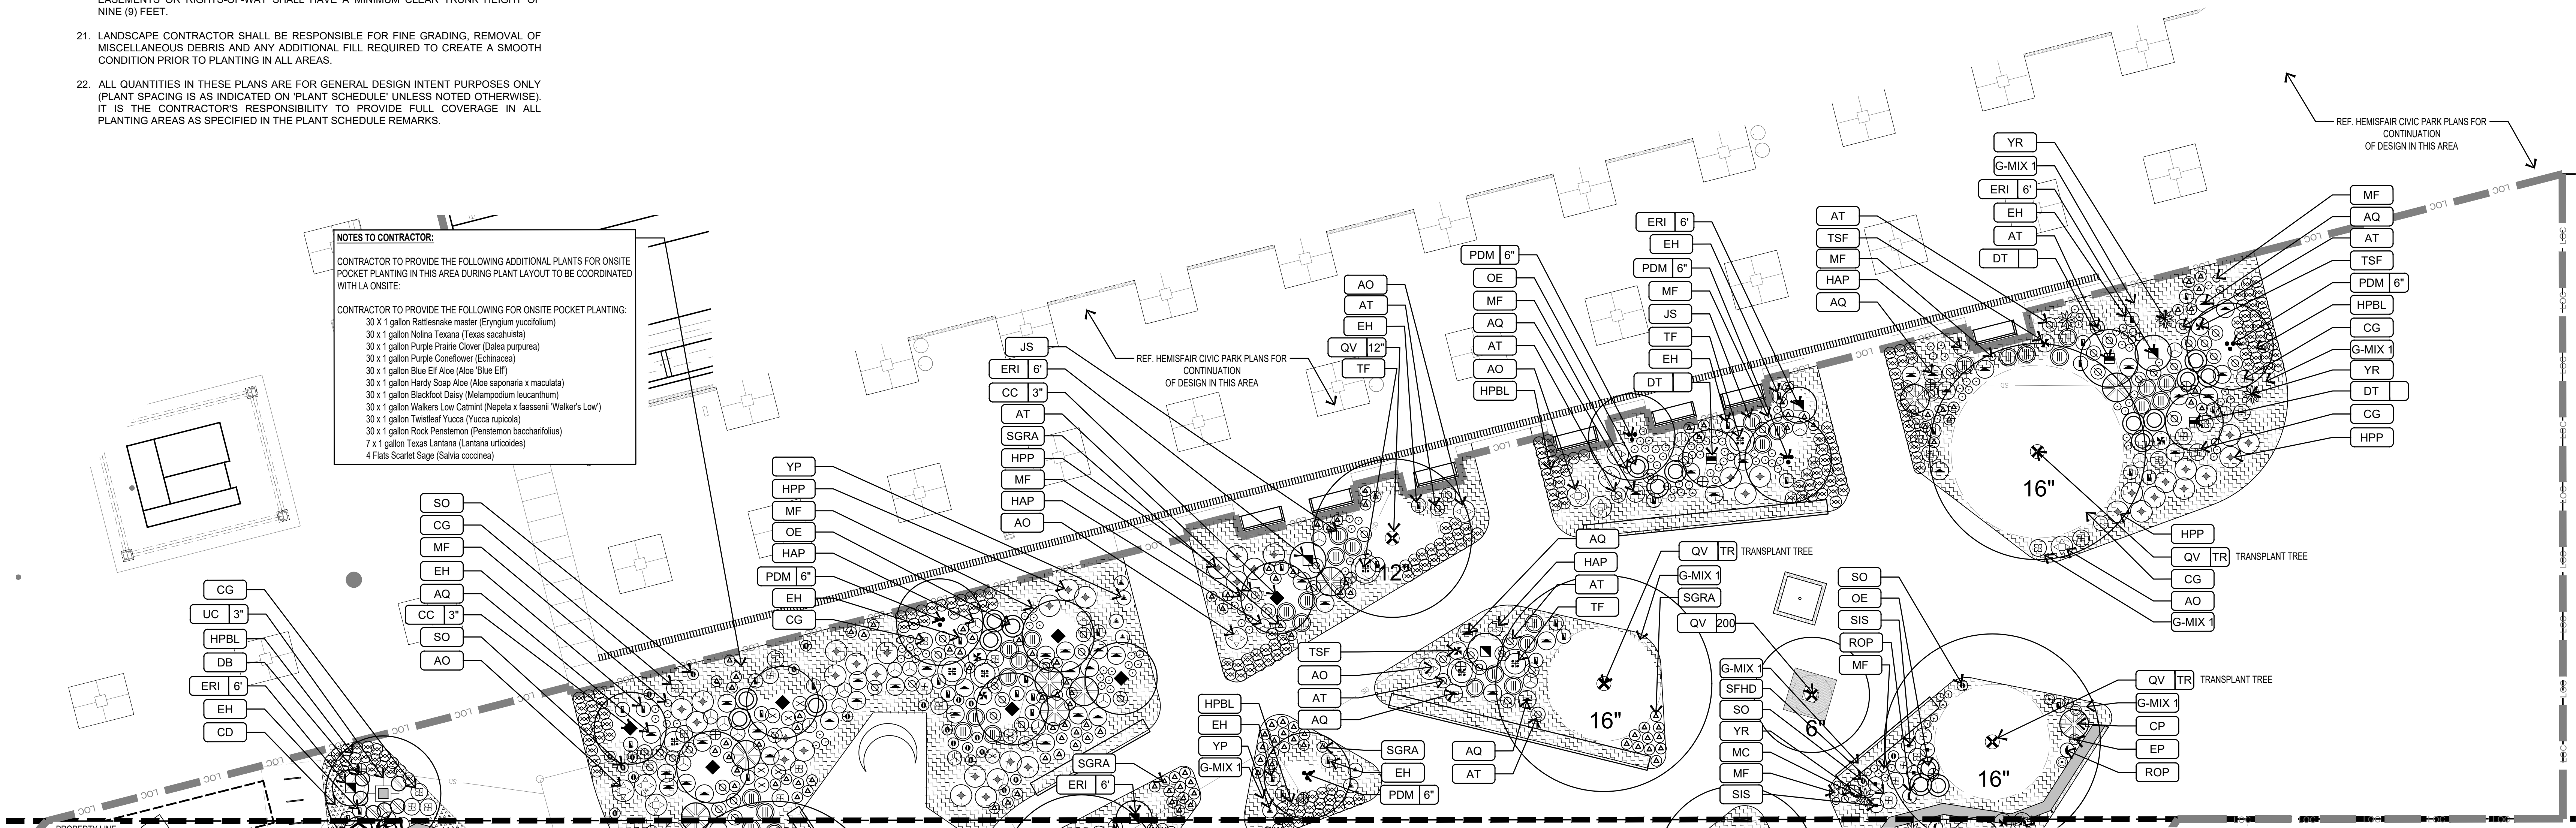 EASEMENTS OR RIGHTS-OF-WAY SHALL HAVE A MINIMUM CLEAR TRUNK HEIGHT OF
NINE (9) FEET.
21. LANDSCAPE CONTRACTOR SHALL BE RESPONSIBLE FOR FINE GRADING, REMOVAL OF
MISCELLANEOUS DEBRIS AND ANY ADDITIONAL FILL REQUIRED TO CREATE A SMOOTH
CONDITION PRIOR TO PLANTING IN ALL AREAS.
22. ALL QUANTITIES IN THESE PLANS ARE FOR GENERAL DESIGN INTENT PURPOSES ONLY
(PLANT SPACING IS AS INDICATED ON 'PLANT SCHEDULE' UNLESS NOTED OTHERWISE).
IT IS THE CONTRACTOR'S RESPONSIBILITY TO PROVIDE FULL COVERAGE IN ALL
PLANTING AREAS AS SPECIFIED IN THE PLANT SCHEDULE REMARKS.
NOTES TO CONTRACTOR:
CONTRACTOR TO PROVIDE THE FOLLOWING ADDITIONAL PLANTS FOR ONSITE
POCKET PLANTING IN THIS AREA DURING PLANT LAYOUT TO BE COORDINATED
WITH LA ONSITE:
CONTRACTOR TO PROVIDE THE FOLLOWING FOR ONSITE POCKET PLANTING:
30 X 1 gallon Rattlesnake master (Eryngium yuccifolium)
30 x 1 gallon Nolina Texana (Texas sacahuista)
30 x 1 gallon Purple Prairie Clover (Dalea purpurea)
30 x 1 gallon Purple Coneflower (Echinacea)
30 x 1 gallon Blue Elf Aloe (Aloe 'Blue Elf')
30 x 1 gallon Hardy Soap Aloe (Aloe saponaria x maculata)
30 x 1 gallon Blackfoot Daisy (Melampodium leucanthum)
30 x 1 gallon Walkers Low Catmint (Nepeta x faassenii 'Walker's Low')
30 x 1 gallon Twistleaf Yucca (Yucca rupicola)
30 x 1 gallon Rock Penstemon (Penstemon baccharifolius)
7 x 1 gallon Texas Lantana (Lantana urticoides)
4 Flats Scarlet Sage (Salvia coccinea)
CG
UC 3"
HPBL
DB
ERI 6'
EH
CD
SO
CG
MF
EH
AQ
CC 3"
SO
AO
YP
HPP
MF
OE
HAP
PDM 6"
EH
CG
JS
ERI 6'
CC 3"
AT
SGRA
HPP
MF
HAP
AO
REF. HEMISFAIR CIVIC PARK PLANS FOR
CONTINUATION
OF DESIGN IN THIS AREA
AO
AT
EH
QV 12"
TF
12"
PDM 6"
OE
MF
AQ
AT
AO
HPBL
ERI 6'
EH
PDM 6"
MF
JS
TF
EH
DT
AT
TSF
MF
HAP
AQ
YR
G-MIX 1
ERI 6'
EH
AT
DT
REF. HEMISFAIR CIVIC PARK PLANS FOR
CONTINUATION
OF DESIGN IN THIS AREA
MF
AQ
AT
TSF
PDM 6"
HPBL
CG
G-MIX 1
YR
DT
CG
HPP
16"
HPP
QV TR TRANSPLANT TREE
CG
AO
G-MIX 1
AQ
HAP
AT
TF
QV TR TRANSPLANT TREE
G-MIX 1
SGRA
QV 200
TSF
AO
AT
AQ
16"
AQ
AT
SGRA
ERI 6'
HPBL
EH
YP
G-MIX 1
SGRA
EH
PDM 6"
SO
OE
SIS
ROP
MF
G-MIX 1
SFHD
SO
YR
MC
MF
SIS
6"
16"
QV TR TRANSPLANT TREE
G-MIX 1
CP
EP
ROP
LOC
LOC
LOC
LOC
LOC
LOC
LOC
LOC
LOC
LOC
LOC
SD
SD
PROPERTY LINE